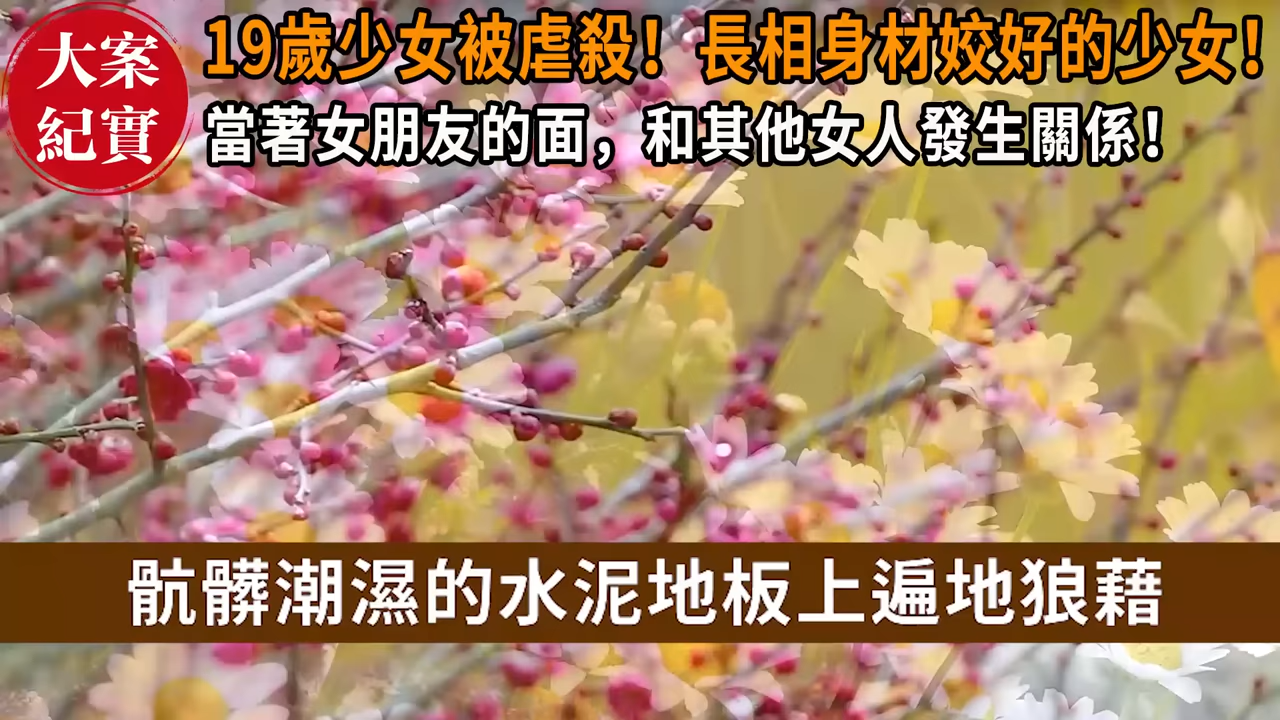 大案
紀實
19歲少女被虐殺！長相身材姣好的少女！
當著女朋友的面，和其他女人發生關係！
骯髒潮濕的水泥地板上遍地狼藉